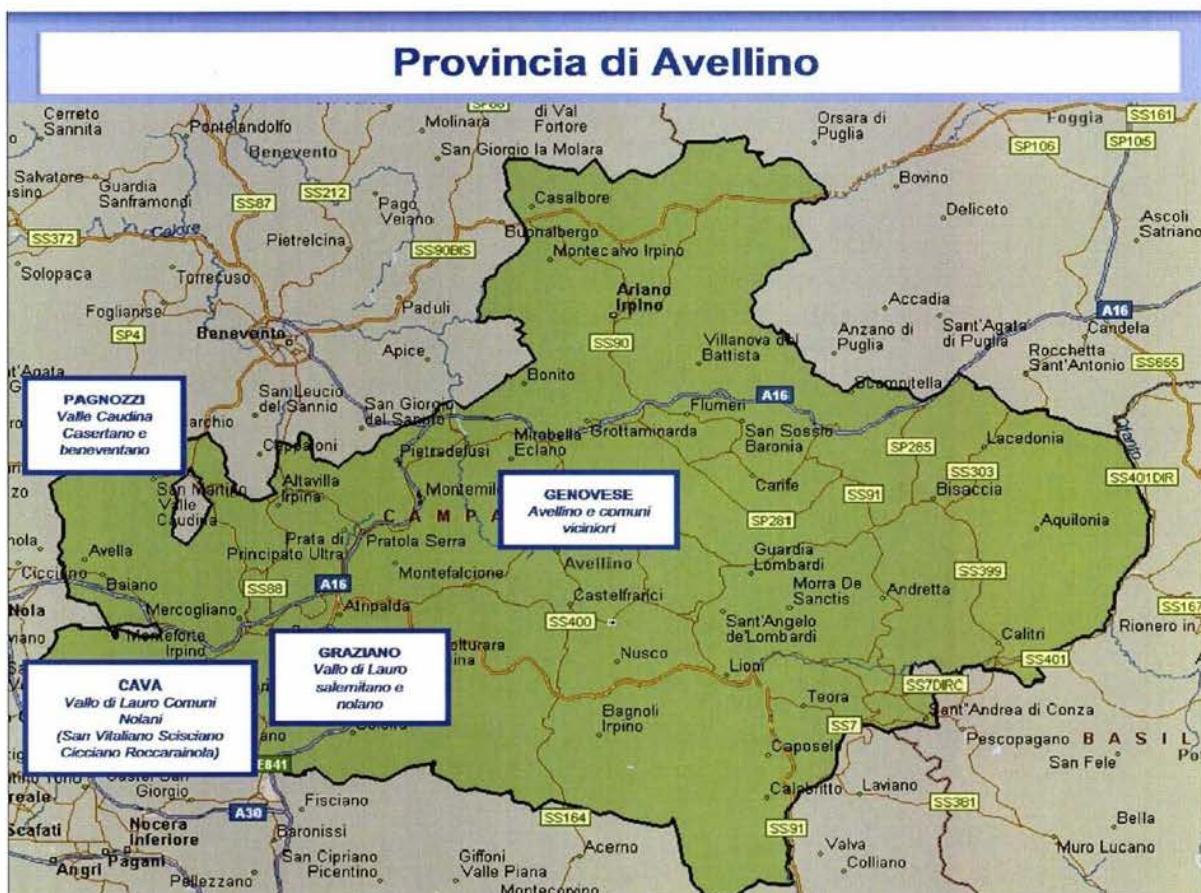 Provincia di Avellino
Cerreto
Sannita
Pontelandolfo
Benevento
Molinara
di Val
Fortore
Orsara di
Puglia
Foggia
SS161
SP106
SP105
San Giorgio la Molara
Salvatore
Guardia
Sanframondi
SS87
SS212
Pago
Veiano
Casalbore
Bovino
Deliceto
Ascoli
Satriano
SS372
Calore
Pietrelcina
SS90BIS
Buonalbergo
Montecalvo Irpino
Solopaca
Torrecuso
Foglianise
Paduli
Ariano
Irpino
Accadia
SP4
Benevento
Apice
SS90
Villanova del
Battista
Anzano di
Puglia
Sant'Agata
di Puglia
A16
Candela
Rocchetta
Sant'Antonio
SS655
PAGNOZZI
Valle Caudina
Casertano e
beneventano
San Leucio
del Sannio
San Giorgio
del Sannio
Bonito
Scampitella
A16
Flumeri
Ceppaloni
Mirabella
Eclano
Grottaminarda
San Sossio
Baronia
SP285
Lacedonia
Ofanto
Pietradelusi
SS303
SS401DIR
San Martino
Valle
Caudina
Altavilla
Irpina
GENOVESE
Avellino e comuni
viciniori
Carife
SS91
Bisaccia
SP281
Aquilonia
Avella
Prata di
Principato Ultra
Pratola Serra
Avellino
Guardia
Lombardi
Cicciano
Baiano
SS88
A16
Montefalcione
Morra De
Sanctis
Andretta
SS399
Nola
Mercogliano
Atripalda
Castelfranci
SS400
Sant'Angelo
de'Lombardi
Rionero in
Monteforte
Irpino
Calitri
GRAZIANO
Vallo di Lauro
salernitano e
nolano
Nusco
Lioni
SS401
CAVA
Vallo di Lauro Comuni
Nolani
(San Vitaliano Scisciano
Cicciano Roccarainola)
SS7DIRC
Teora
Sant'Andrea di Conza
Bagnoli
Irpino
SS7
Pescopagano
BASIL
San Fele
Caposele
E841
Giorgio
Laviano
Calabritto
A30
Fisciano
SS381
Scafati
Nocera
Inferiore
Baronissi
SS164
SS91
Bella
Pagani
Angri
San Cipriano
Picentino
Giffoni
Valle Piana
Acerno
Valva
Colliano
Muro Lucano
Pellezzano
Montecorvino